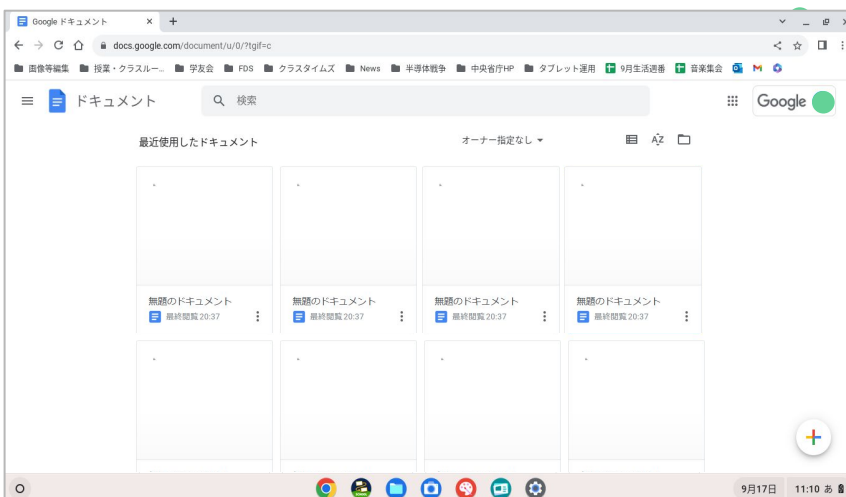 Google ドキュメント
docs.google.com/document/u/0/?tgif=c
画像等編集 授業・クラスルー... 学友会 FDS クラスタイムズ News 半導体戦争 中央省庁HP タブレット運用 9月生活週番 音楽集会
ドキュメント 検索 Google
最近使用したドキュメント オーナー指定なし AZ
無題のドキュメント 無題のドキュメント 無題のドキュメント 無題のドキュメント
最終閲覧 20:37 最終閲覧 20:37 最終閲覧 20:37 最終閲覧 20:37
9月17日 11:10 あ